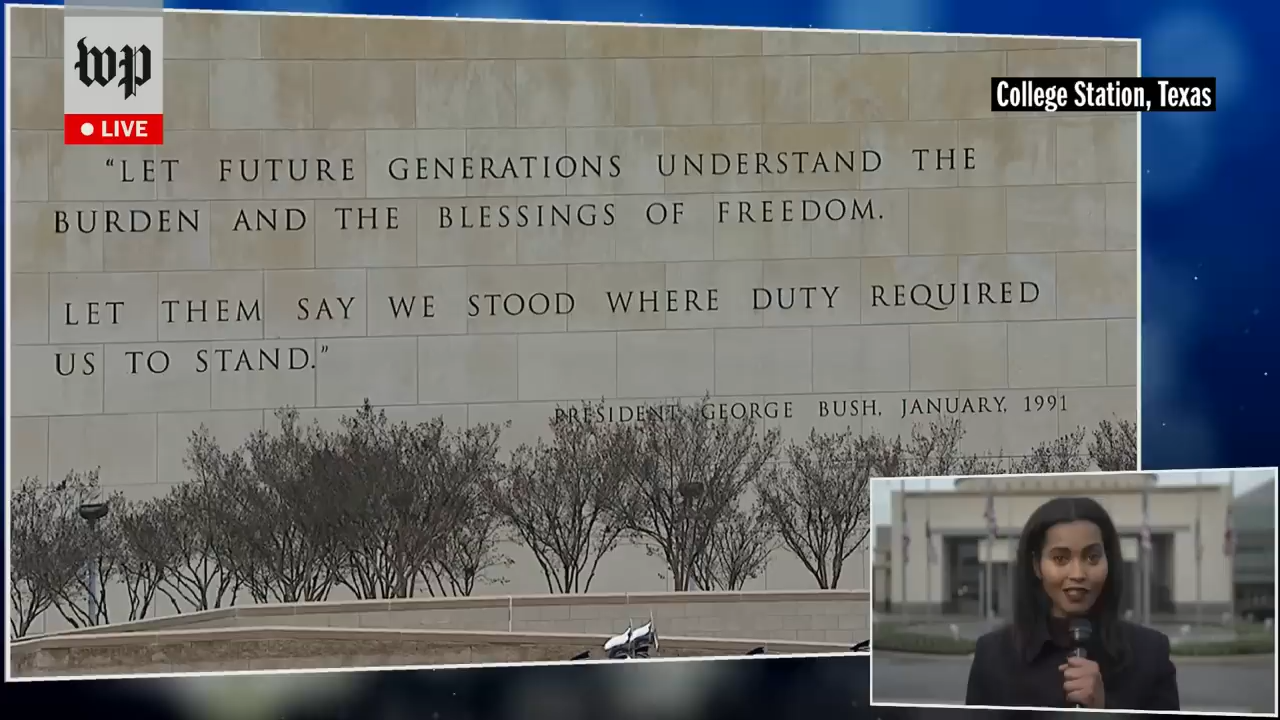 wp
LIVE
College Station, Texas
“LET FUTURE GENERATIONS UNDERSTAND THE
BURDEN AND THE BLESSINGS OF FREEDOM.
LET THEM SAY WE STOOD WHERE DUTY REQUIRED
US TO STAND.”
PRESIDENT GEORGE BUSH, JANUARY, 1991